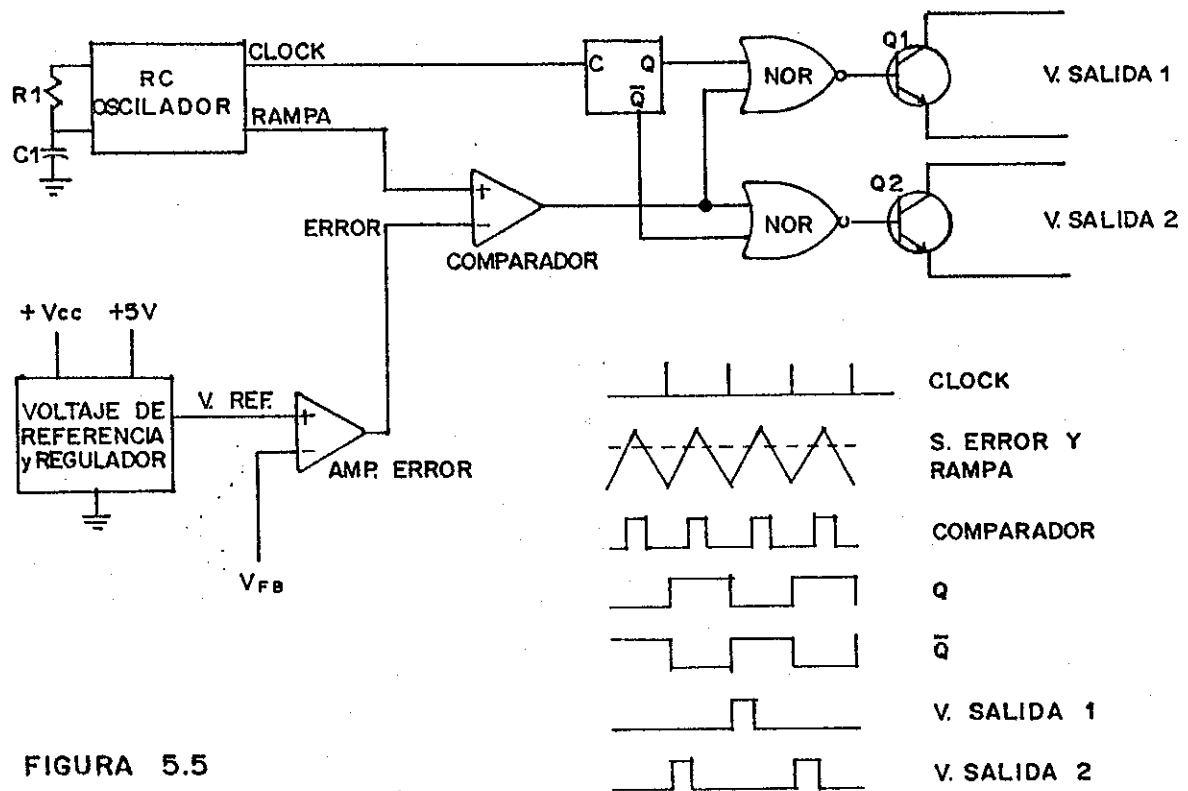 CLOCK
RC
OSCILADOR
R1
C1
RAMPA
C Q
Q̅
NOR
Q1
V. SALIDA 1
+
-
ERROR
COMPARADOR
NOR
Q2
V. SALIDA 2
+Vcc +5V
VOLTAJE DE
REFERENCIA
y REGULADOR
V. REF.
+
-
AMP. ERROR
VFB
CLOCK
S. ERROR Y
RAMPA
COMPARADOR
Q
Q̅
V. SALIDA 1
V. SALIDA 2
FIGURA 5.5